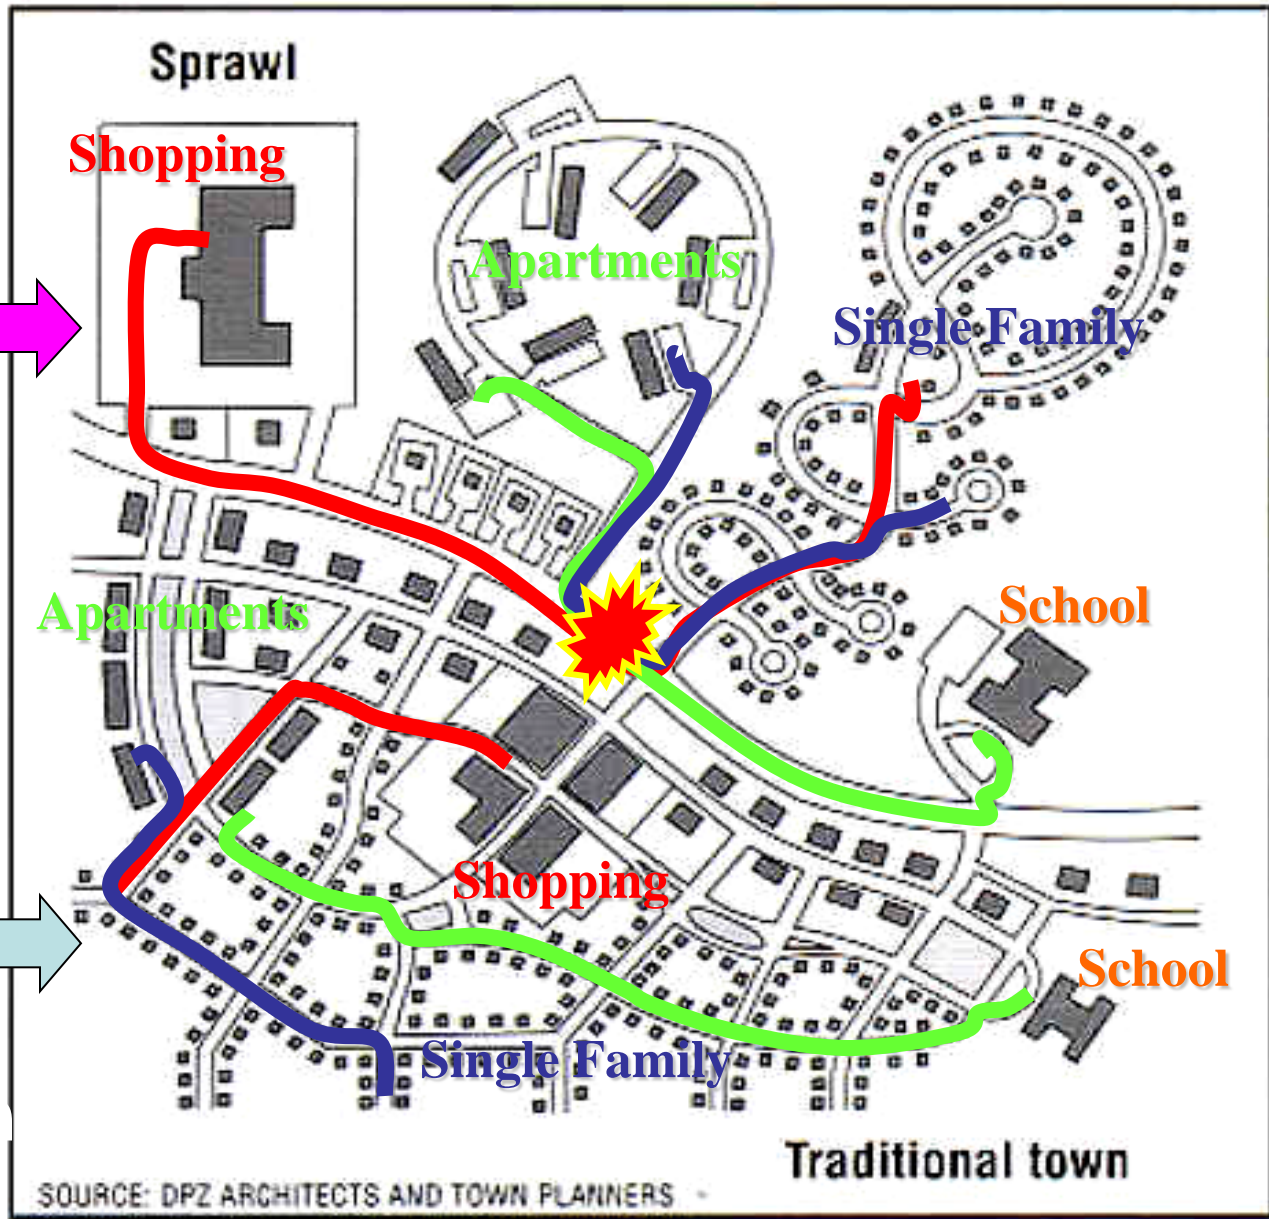 Sprawl
Shopping
Apartments
Single Family
School
Apartments
Shopping
School
Single Family
Traditional town
SOURCE: DPZ ARCHITECTS AND TOWN PLANNERS